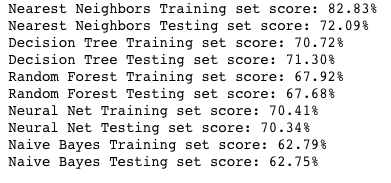 Nearest Neighbors Training set score: 82.83%
Nearest Neighbors Testing set score: 72.09%
Decision Tree Training set score: 70.72%
Decision Tree Testing set score: 71.30%
Random Forest Training set score: 67.92%
Random Forest Testing set score: 67.68%
Neural Net Training set score: 70.41%
Neural Net Testing set score: 70.34%
Naive Bayes Training set score: 62.79%
Naive Bayes Testing set score: 62.75%